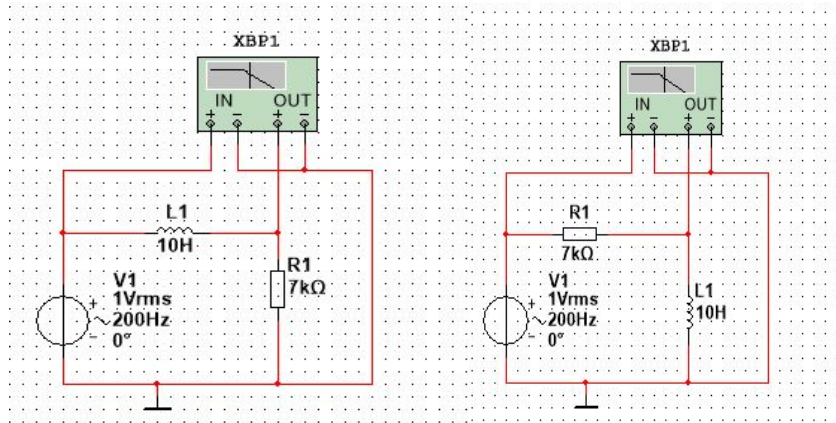 XBP1
IN OUT
+ − + −
L1
10H
R1
7kΩ
V1
1Vrms
200Hz
0°
+
−
XBP1
IN OUT
+ − + −
R1
7kΩ
L1
10H
V1
1Vrms
200Hz
0°
+
−